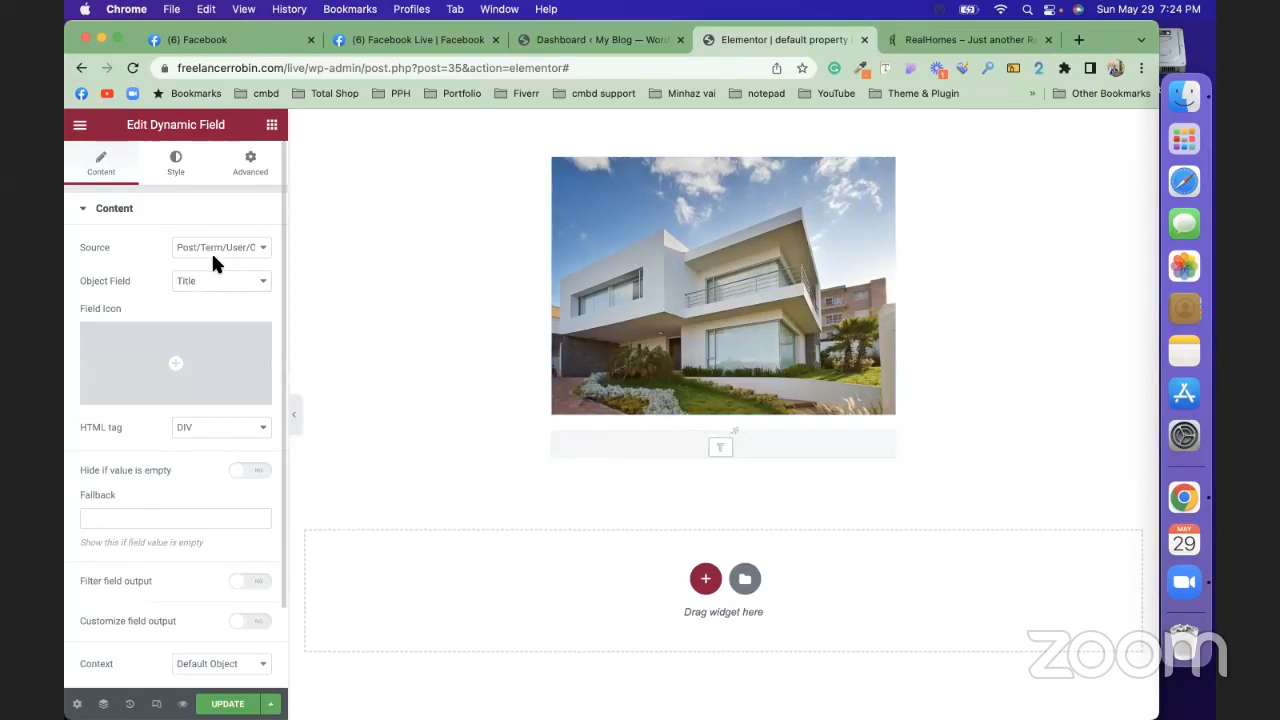 Chrome File Edit View History Bookmarks Profiles Tab Window Help Sun May 29 7:24 PM
(6) Facebook (6) Facebook Live | Facebook Dashboard ‹ My Blog — Word Elementor | default property RealHomes – Just another R
freelancerrobin.com/live/wp-admin/post.php?post=35&action=elementor#
Bookmarks cmbd Total Shop PPH Portfolio Fiverr cmbd support Minhaz vai notepad YouTube Theme & Plugin » Other Bookmarks
Edit Dynamic Field
Content Style Advanced
Content
Source Post/Term/User/O
Object Field Title
Field Icon
HTML tag DIV
Hide if value is empty NO
Fallback
Show this if field value is empty
Filter field output NO
Customize field output NO
Context Default Object
UPDATE
Drag widget here
MAY
29
zoom